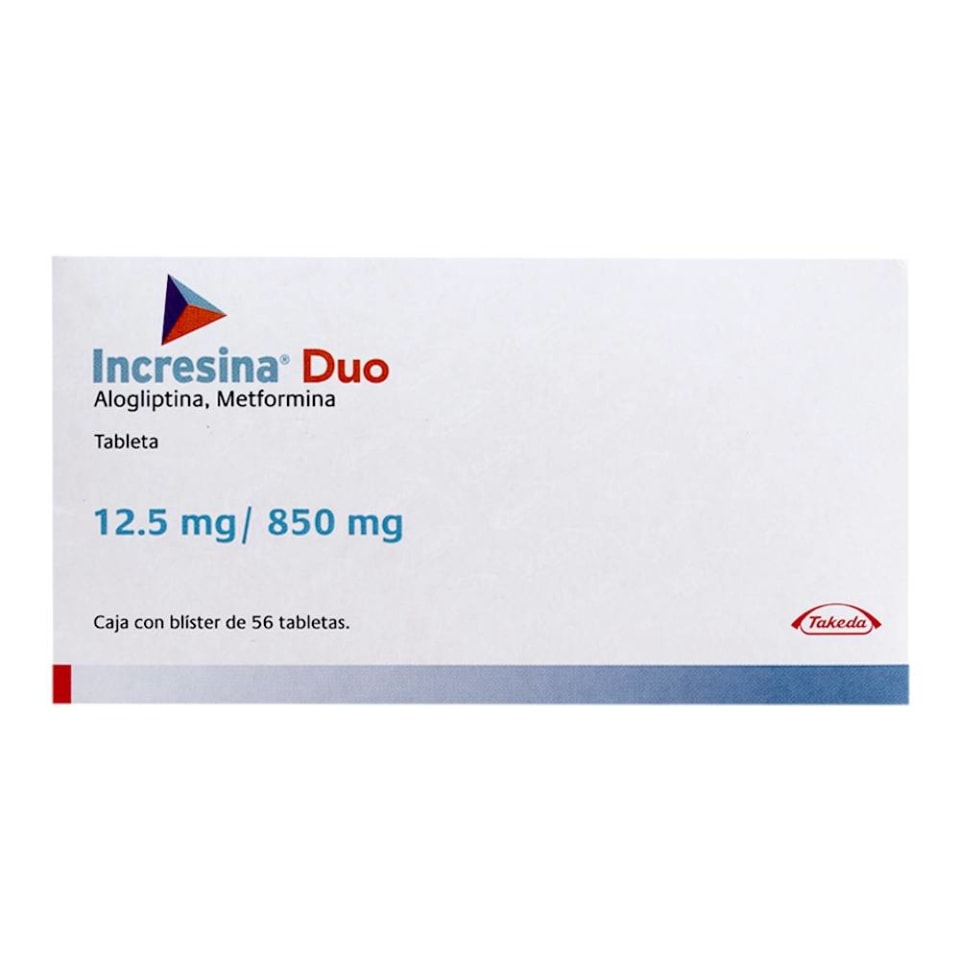 Incresina® Duo
Alogliptina, Metformina
Tableta
12.5 mg/ 850 mg
Caja con blíster de 56 tabletas.
Takeda